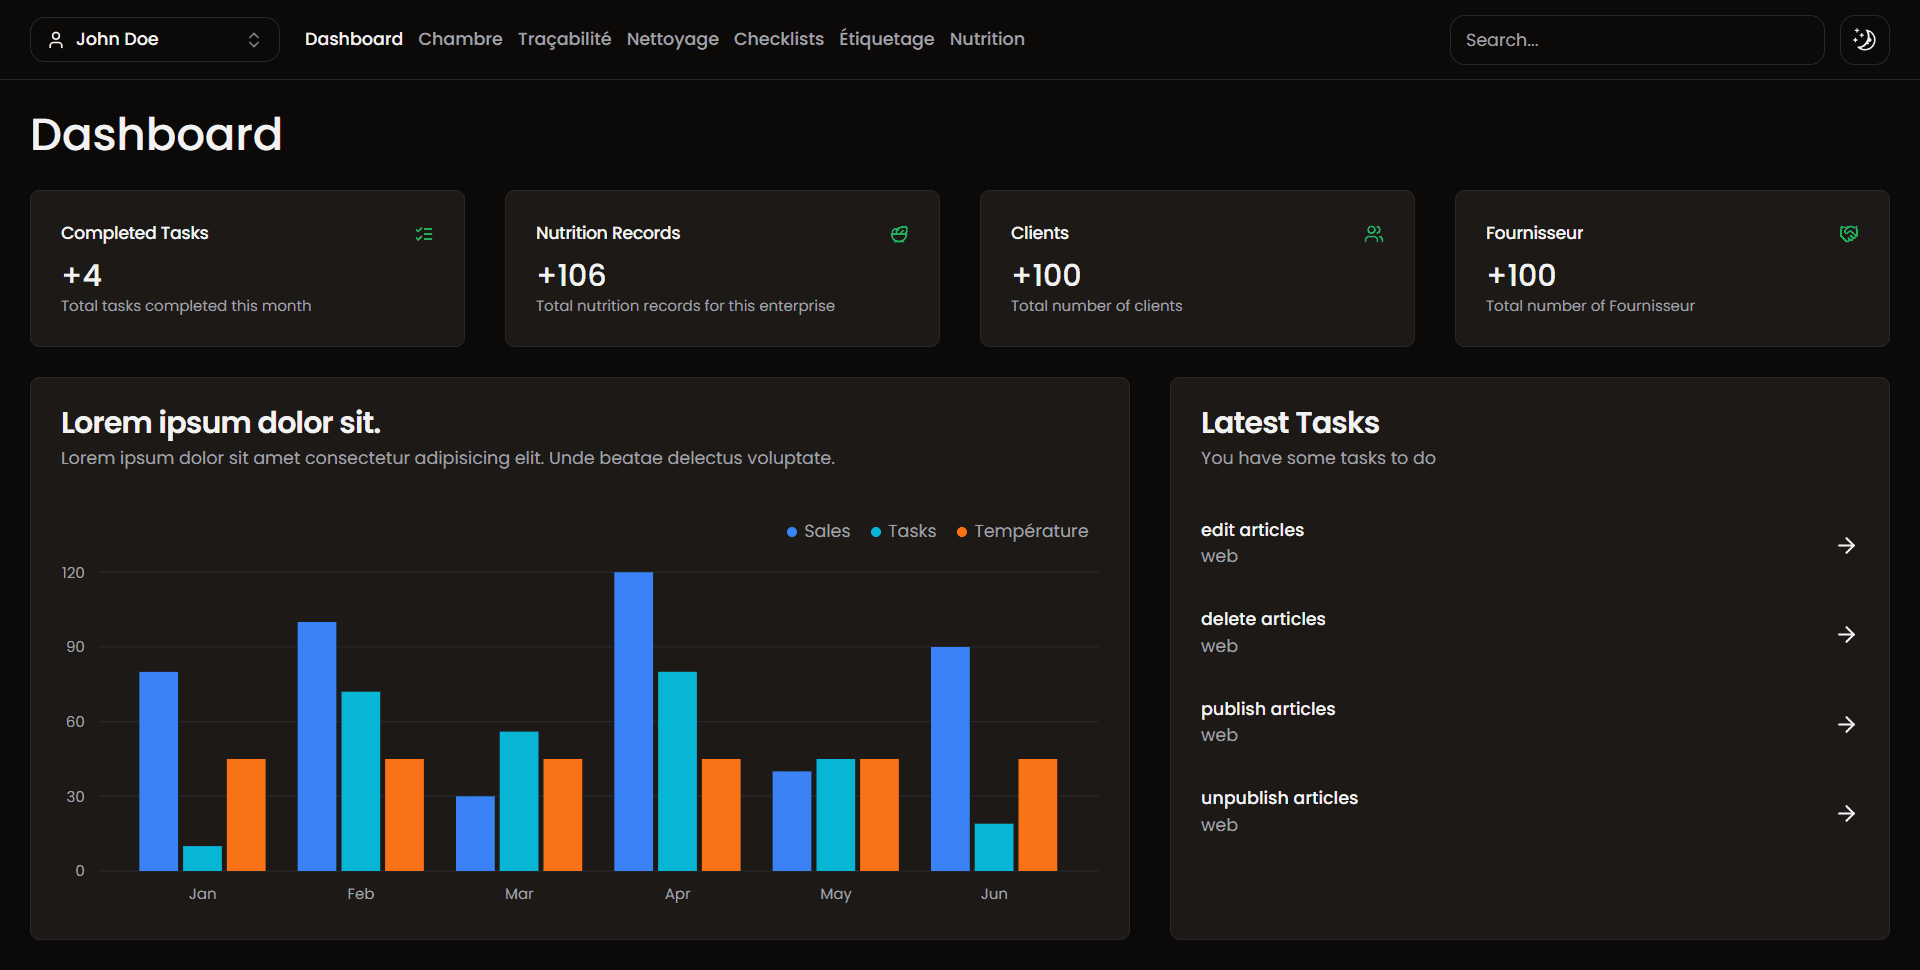 John Doe
Dashboard Chambre Traçabilité Nettoyage Checklists Étiquetage Nutrition
Search...
Dashboard
Completed Tasks
+4
Total tasks completed this month
Nutrition Records
+106
Total nutrition records for this enterprise
Clients
+100
Total number of clients
Fournisseur
+100
Total number of Fournisseur
Lorem ipsum dolor sit.
Lorem ipsum dolor sit amet consectetur adipisicing elit. Unde beatae delectus voluptate.
Sales Tasks Température
120
90
60
30
0
Jan Feb Mar Apr May Jun
Latest Tasks
You have some tasks to do
edit articles
web
delete articles
web
publish articles
web
unpublish articles
web